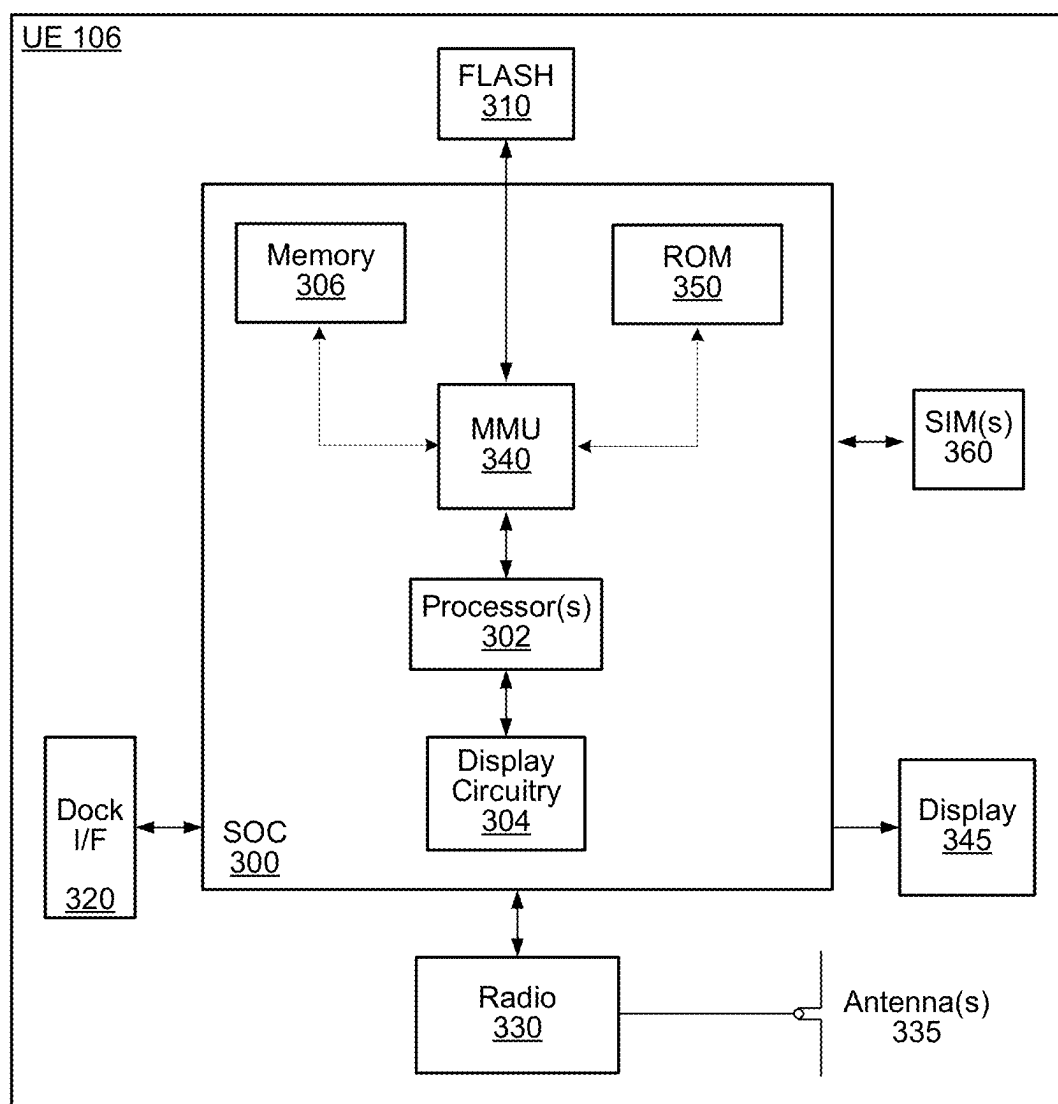 UE 106
FLASH
310
Memory
306
ROM
350
MMU
340
SIM(s)
360
Processor(s)
302
Display
Circuitry
304
Dock
I/F
320
SOC
300
Display
345
Radio
330
Antenna(s)
335